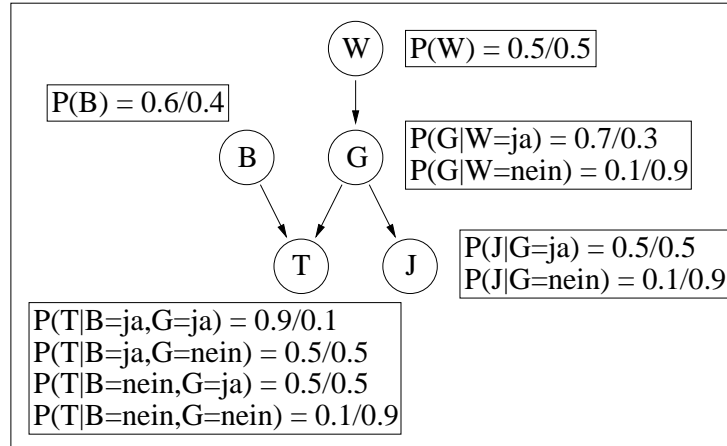 W
P(W) = 0.5/0.5
P(B) = 0.6/0.4
B
G
P(G|W=ja) = 0.7/0.3
P(G|W=nein) = 0.1/0.9
T
J
P(J|G=ja) = 0.5/0.5
P(J|G=nein) = 0.1/0.9
P(T|B=ja,G=ja) = 0.9/0.1
P(T|B=ja,G=nein) = 0.5/0.5
P(T|B=nein,G=ja) = 0.5/0.5
P(T|B=nein,G=nein) = 0.1/0.9